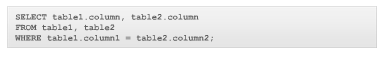 SELECT table1.column, table2.column
FROM table1, table2
WHERE table1.column1 = table2.column2;